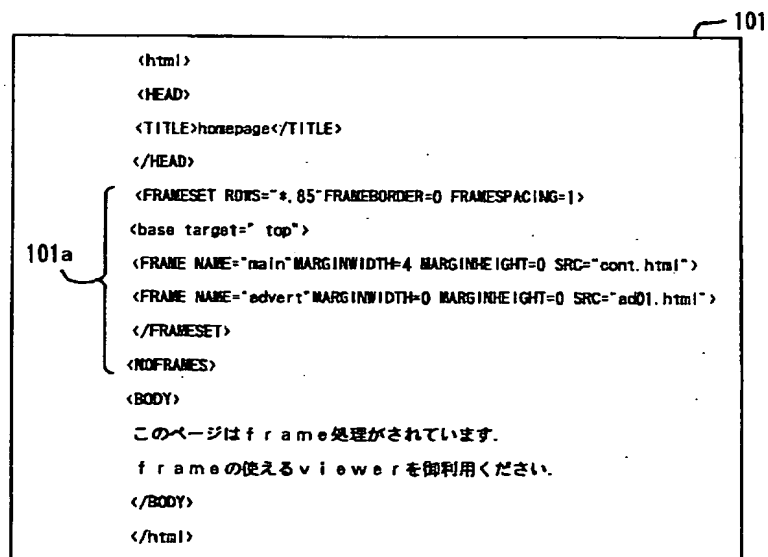 101
<html>
<HEAD>
<TITLE>homepage</TITLE>
</HEAD>
<FRAMESET ROWS="*,85"FRAMEBORDER=0 FRAMESPACING=1>
<base target="_top">
101a
<FRAME NAME="main"MARGINWIDTH=4 MARGINHEIGHT=0 SRC="cont.html">
<FRAME NAME="advert"MARGINWIDTH=0 MARGINHEIGHT=0 SRC="ad01.html">
</FRAMESET>
<NOFRAMES>
<BODY>
このページはframe処理がされています.
frameの使えるviewerを御利用ください.
</BODY>
</html>